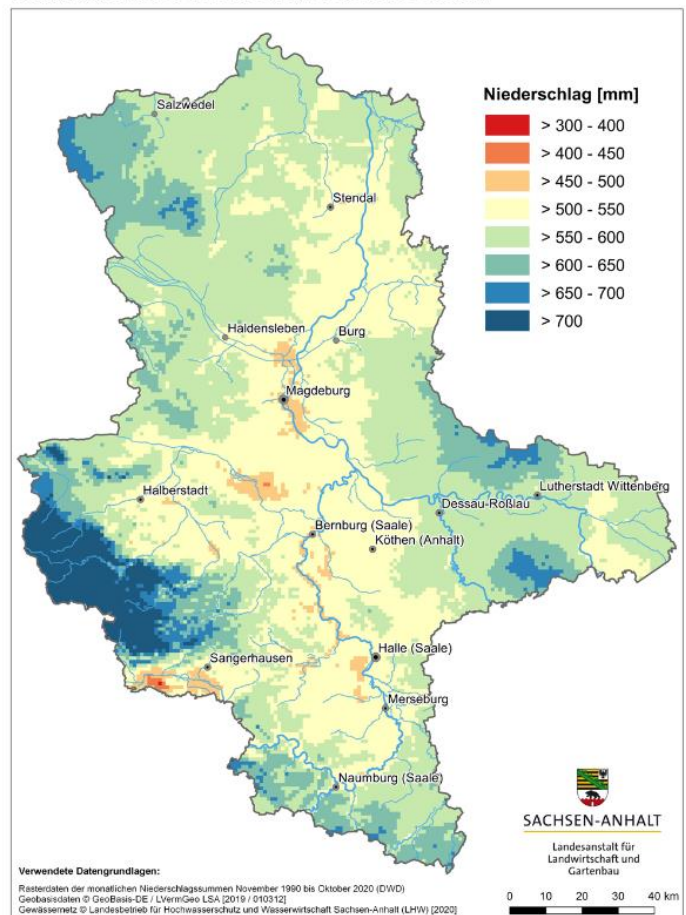 Niederschlag [mm]
> 300 - 400
> 400 - 450
> 450 - 500
> 500 - 550
> 550 - 600
> 600 - 650
> 650 - 700
> 700
Salzwedel
Stendal
Haldensleben
Burg
Magdeburg
Halberstadt
Lutherstadt Wittenberg
Dessau-Roßlau
Bernburg (Saale)
Köthen (Anhalt)
Halle (Saale)
Sangerhausen
Merseburg
Naumburg (Saale)
SACHSEN-ANHALT
Landesanstalt für
Landwirtschaft und
Gartenbau
Verwendete Datengrundlagen:
Rasterdaten der monatlichen Niederschlagssummen November 1990 bis Oktober 2020 (DWD)
Geobasisdaten © GeoBasis-DE / LVermGeo LSA [2019 / 010312]
Gewässernetz © Landesbetrieb für Hochwasserschutz und Wasserwirtschaft Sachsen-Anhalt (LHW) [2020]
0 10 20 30 40 km